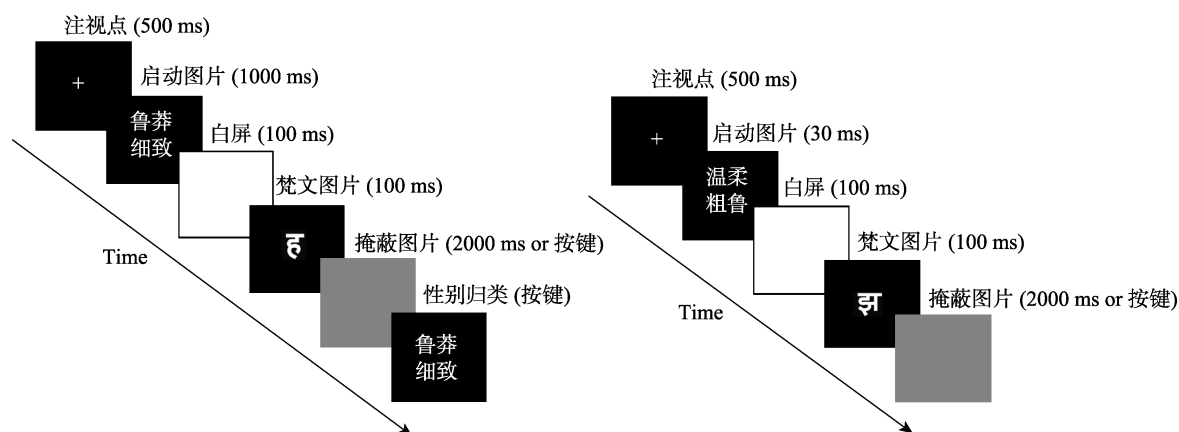 注视点 (500 ms)
+
启动图片 (1000 ms)
鲁莽
细致
白屏 (100 ms)
梵文图片 (100 ms)
ह
掩蔽图片 (2000 ms or 按键)
性别归类 (按键)
鲁莽
细致
Time
注视点 (500 ms)
+
启动图片 (30 ms)
温柔
粗鲁
白屏 (100 ms)
梵文图片 (100 ms)
झ
掩蔽图片 (2000 ms or 按键)
Time